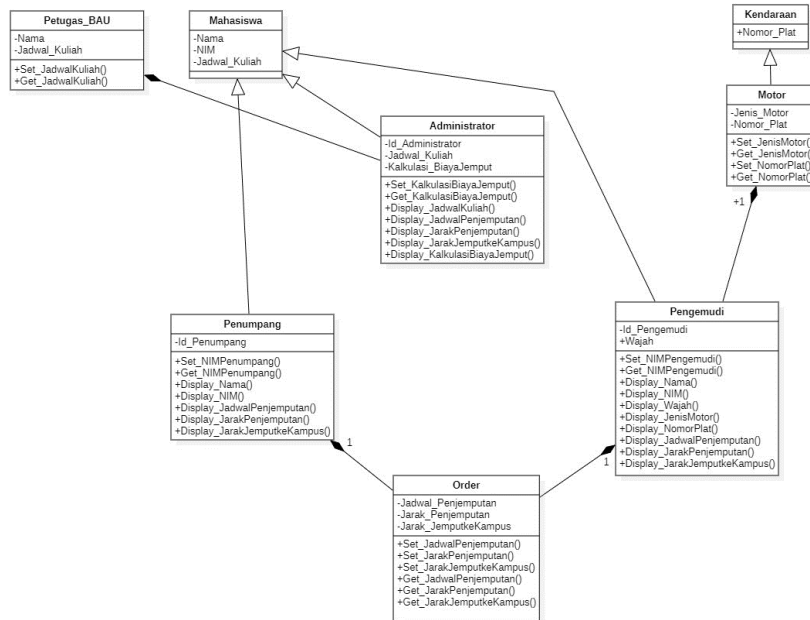 Petugas_BAU
-Nama
-Jadwal_Kuliah
+Set_JadwalKuliah()
+Get_JadwalKuliah()
Mahasiswa
-Nama
-NIM
-Jadwal_Kuliah
Kendaraan
+Nomor_Plat
Motor
-Jenis_Motor
-Nomor_Plat
+Set_JenisMotor()
+Get_JenisMotor()
+Set_NomorPlat()
+Get_NomorPlat()
+1
Administrator
-Id_Administrator
-Jadwal_Kuliah
-Kalkulasi_BiayaJemput
+Set_KalkulasiBiayaJemput()
+Get_KalkulasiBiayaJemput()
+Display_JadwalKuliah()
+Display_JadwalPenjemputan()
+Display_JarakPenjemputan()
+Display_JarakJemputkeKampus()
+Display_KalkulasiBiayaJemput()
Penumpang
-Id_Penumpang
+Set_NIMPenumpang()
+Get_NIMPenumpang()
+Display_Nama()
+Display_NIM()
+Display_JadwalPenjemputan()
+Display_JarakPenjemputan()
+Display_JarakJemputkeKampus()
1
Pengemudi
-Id_Pengemudi
+Wajah
+Set_NIMPengemudi()
+Get_NIMPengemudi()
+Display_Nama()
+Display_NIM()
+Display_Wajah()
+Display_JenisMotor()
+Display_NomorPlat()
+Display_JadwalPenjemputan()
+Display_JarakPenjemputan()
+Display_JarakJemputkeKampus()
1
Order
-Jadwal_Penjemputan
-Jarak_Penjemputan
-Jarak_JemputkeKampus
+Set_JadwalPenjemputan()
+Set_JarakPenjemputan()
+Set_JarakJemputkeKampus()
+Get_JadwalPenjemputan()
+Get_JarakPenjemputan()
+Get_JarakJemputkeKampus()